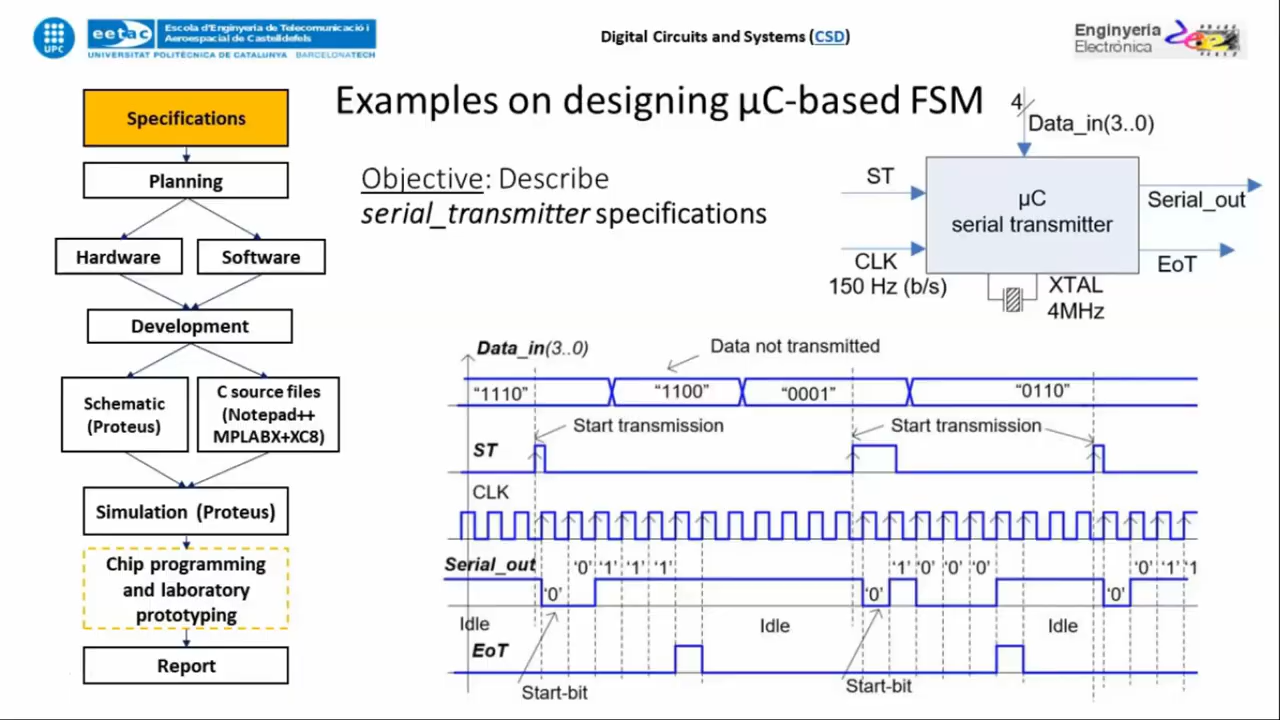 UPC
eetac
Escola d'Enginyeria de Telecomunicació i
Aeroespacial de Castelldefels
UNIVERSITAT POLITÈCNICA DE CATALUNYA BARCELONATECH
Digital Circuits and Systems (CSD)
Enginyeria
Electrònica
Examples on designing µC-based FSM
Objective: Describe
serial_transmitter specifications
Specifications
Planning
Hardware
Software
Development
Schematic
(Proteus)
C source files
(Notepad++
MPLABX+XC8)
Simulation (Proteus)
Chip programming
and laboratory
prototyping
Report
4
Data_in(3..0)
ST
µC
serial transmitter
Serial_out
CLK
150 Hz (b/s)
EoT
XTAL
4MHz
Data_in(3..0)
Data not transmitted
"1110"
"1100"
"0001"
"0110"
Start transmission
Start transmission
ST
CLK
Serial_out
'0' '1' '1' '1'
'1' '0' '0' '0'
'0' '1' '1
'0'
'0'
'0'
Idle
Idle
Idle
EoT
Start-bit
Start-bit